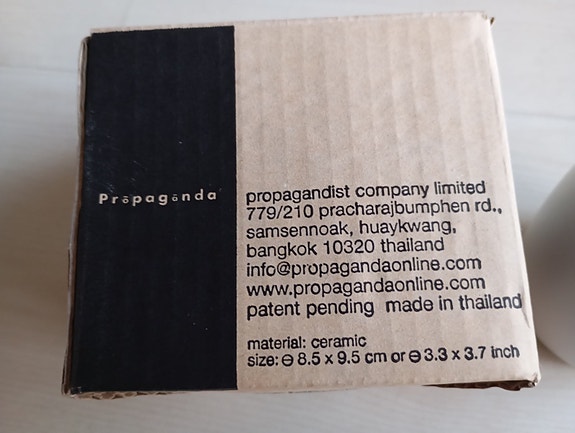 Prōpagōnda
propagandist company limited
779/210 pracharajbumphen rd.,
samsennoak, huaykwang,
bangkok 10320 thailand
info@propagandaonline.com
www.propagandaonline.com
patent pending made in thailand
material: ceramic
size: ⊖ 8.5 x 9.5 cm or ⊖ 3.3 x 3.7 inch